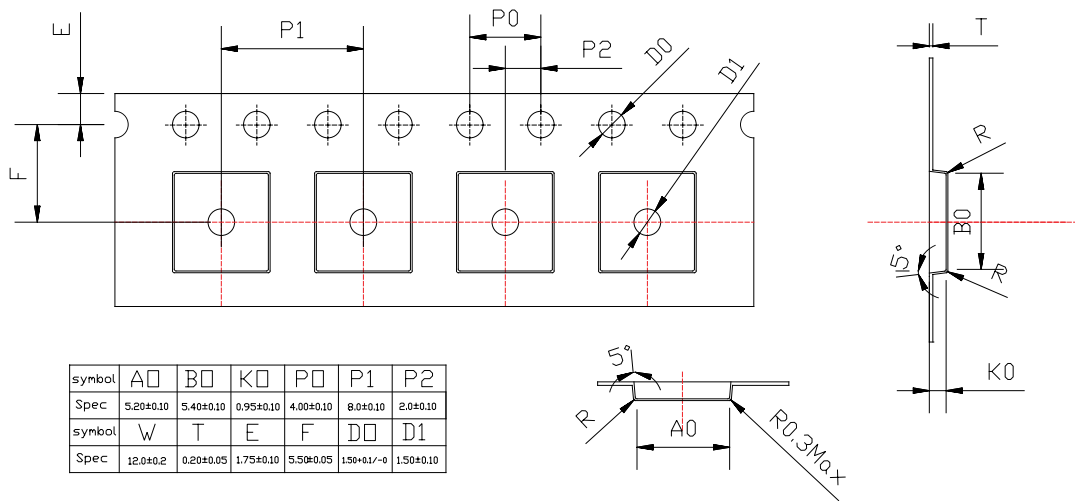 E
P1
P0
P2
D0
D1
F
T
R
B0
5°
R
K0
5°
R
A0
R0.3Max
symbol A0 B0 K0 P0 P1 P2
Spec 5.20±0.10 5.40±0.10 0.95±0.10 4.00±0.10 8.0±0.10 2.0±0.10
symbol W T E F D0 D1
Spec 12.0±0.2 0.20±0.05 1.75±0.10 5.50±0.05 1.50+0.1/-0 1.50±0.10